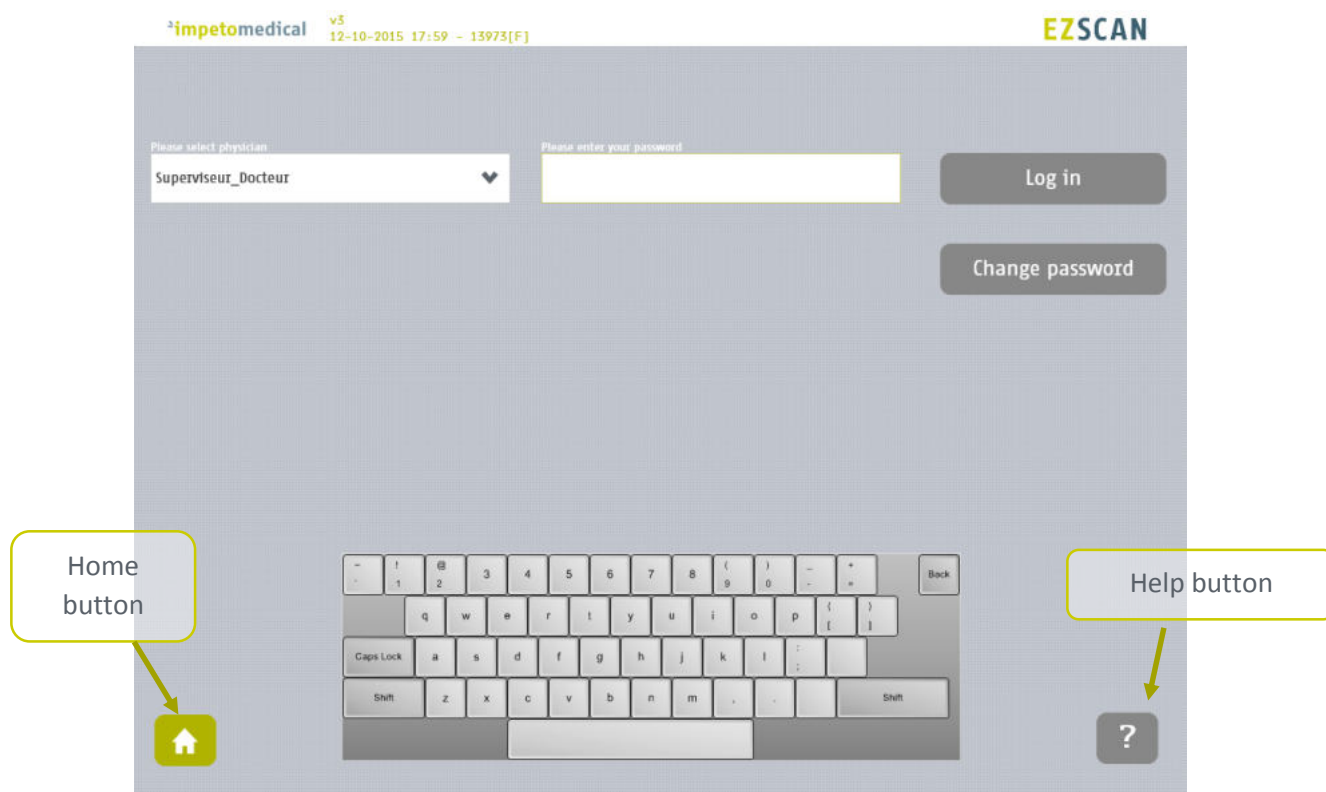 ³impetomedical
v3
12-10-2015 17:59 - 13973[F]
EZSCAN
Please select physician
Please enter your password
Superviseur_Docteur
Log in
Change password
Home
button
Help button
! @ ( ) _ +
1 2 3 4 5 6 7 8 9 0 - = Back
{ }
q w e r t y u i o p [ ]
:
Caps Lock a s d f g h j k l ;
Shift z x c v b n m , . Shift
?